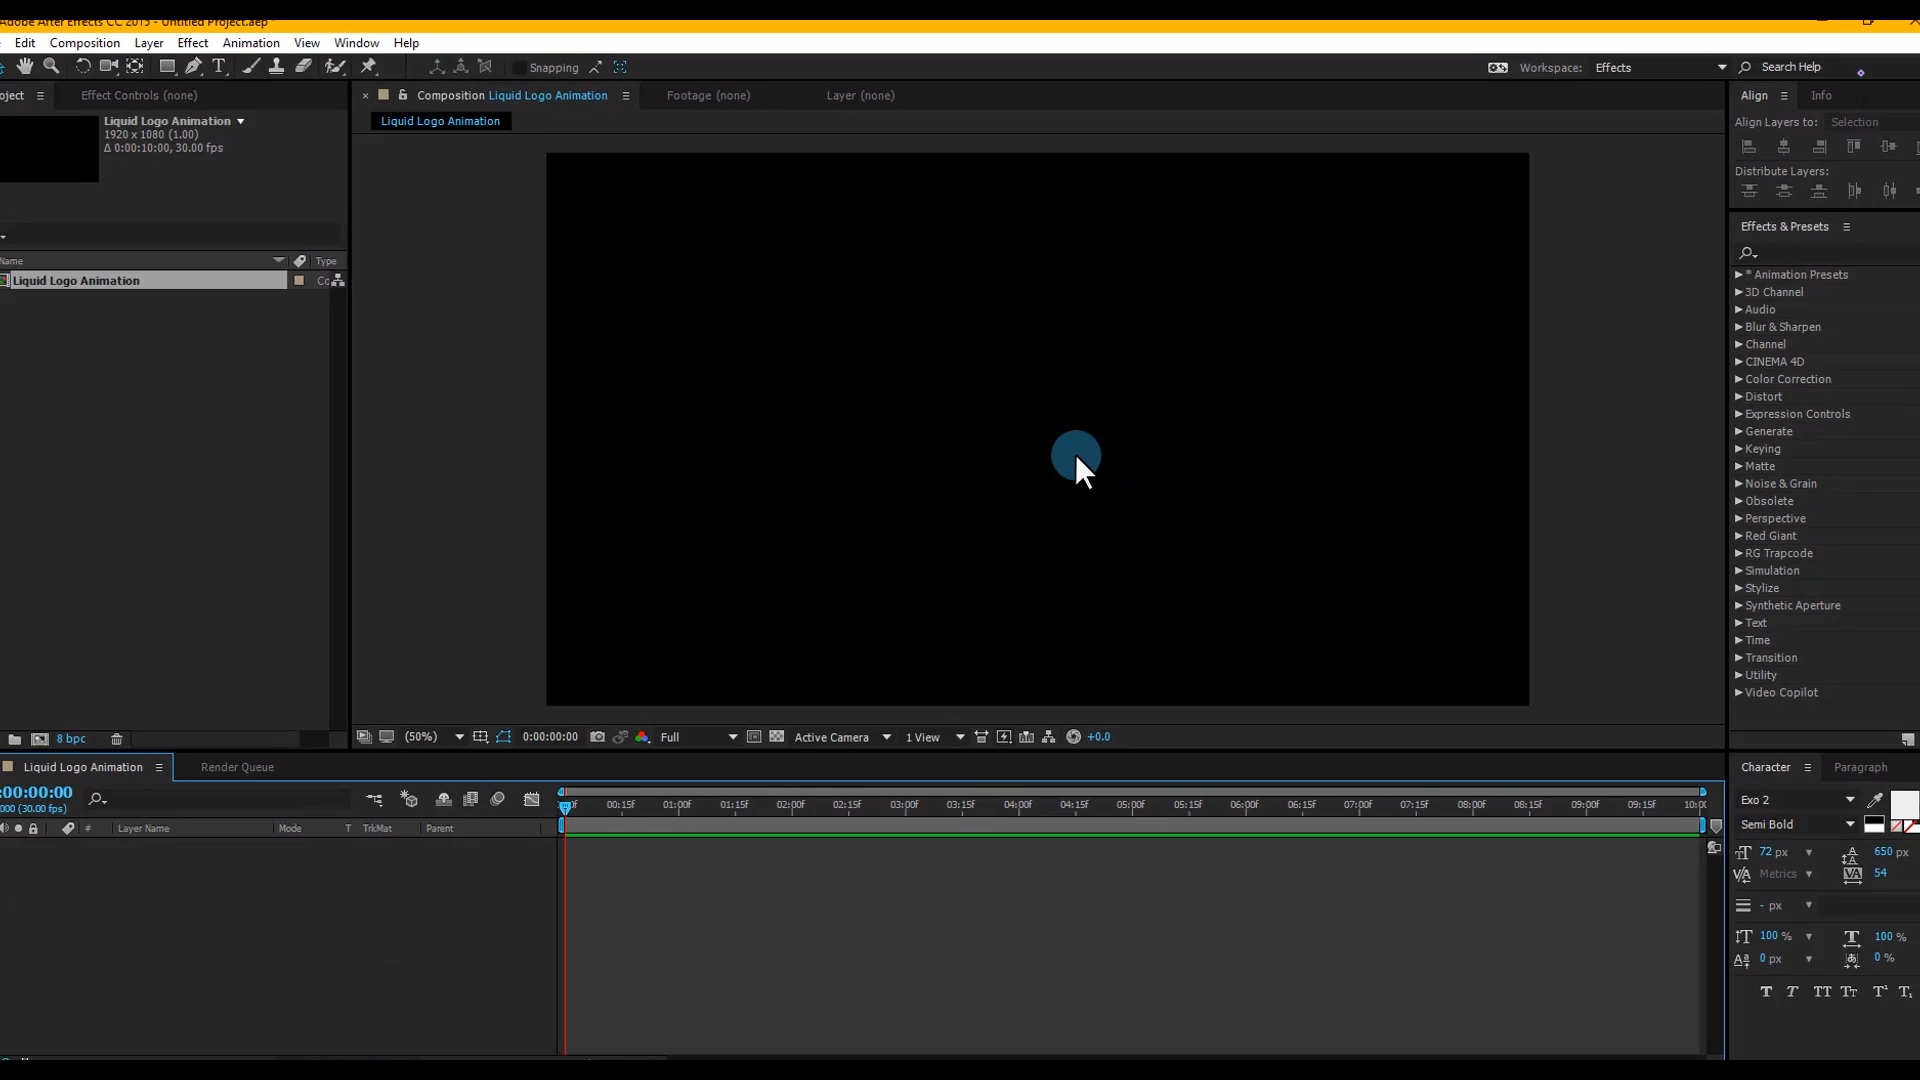 Adobe After Effects CC 2015 - Untitled Project.aep *
Edit Composition Layer Effect Animation View Window Help
Snapping Workspace: Effects Search Help
oject Effect Controls (none) Composition Liquid Logo Animation Footage (none) Layer (none) Align Info
Liquid Logo Animation
1920 x 1080 (1.00)
Δ 0:00:10:00, 30.00 fps
Liquid Logo Animation
Align Layers to: Selection
Distribute Layers:
Effects & Presets
Name Type
Liquid Logo Animation Co
* Animation Presets
3D Channel
Audio
Blur & Sharpen
Channel
CINEMA 4D
Color Correction
Distort
Expression Controls
Generate
Keying
Matte
Noise & Grain
Obsolete
Perspective
Red Giant
RG Trapcode
Simulation
Stylize
Synthetic Aperture
Text
Time
Transition
Utility
Video Copilot
8 bpc (50%) 0:00:00:00 Full Active Camera 1 View +0.0
Liquid Logo Animation Render Queue Character Paragraph
:00:00:00
000 (30.00 fps)
00f 00:15f 01:00f 01:15f 02:00f 02:15f 03:00f 03:15f 04:00f 04:15f 05:00f 05:15f 06:00f 06:15f 07:00f 07:15f 08:00f 08:15f 09:00f 09:15f 10:00
# Layer Name Mode T TrkMat Parent
Exo 2
Semi Bold
72 px 650 px
Metrics 54
- px
100 % 100 %
0 px 0 %
T T TT Tт T¹ T₁